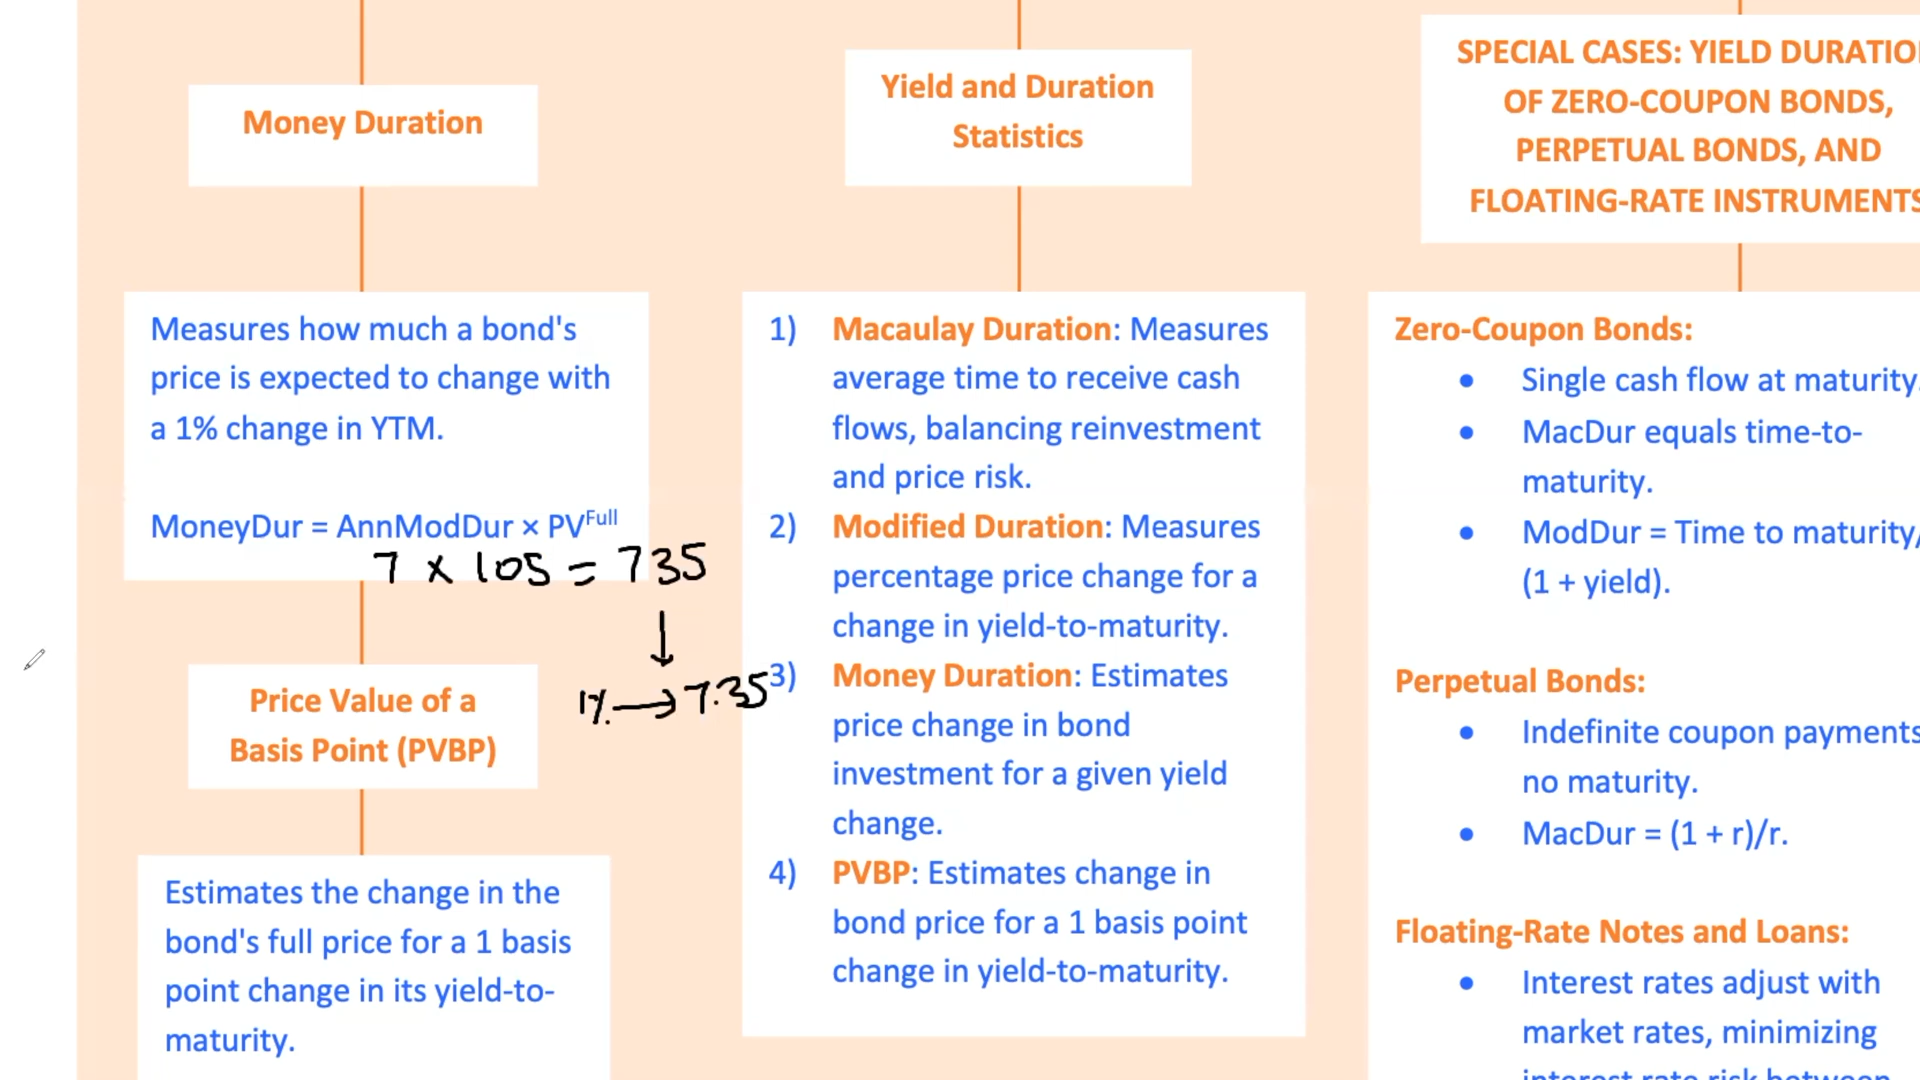 Money Duration
Measures how much a bond's
price is expected to change with
a 1% change in YTM.
MoneyDur = AnnModDur × PVFull
7 × 105 = 735
↓
1% → 7.35
Price Value of a
Basis Point (PVBP)
Estimates the change in the
bond's full price for a 1 basis
point change in its yield-to-
maturity.
Yield and Duration
Statistics
1) Macaulay Duration: Measures
average time to receive cash
flows, balancing reinvestment
and price risk.
2) Modified Duration: Measures
percentage price change for a
change in yield-to-maturity.
3) Money Duration: Estimates
price change in bond
investment for a given yield
change.
4) PVBP: Estimates change in
bond price for a 1 basis point
change in yield-to-maturity.
SPECIAL CASES: YIELD DURATIO
OF ZERO-COUPON BONDS,
PERPETUAL BONDS, AND
FLOATING-RATE INSTRUMENTS
Zero-Coupon Bonds:
• Single cash flow at maturity.
• MacDur equals time-to-
maturity.
• ModDur = Time to maturity/
(1 + yield).
Perpetual Bonds:
• Indefinite coupon payments
no maturity.
• MacDur = (1 + r)/r.
Floating-Rate Notes and Loans:
• Interest rates adjust with
market rates, minimizing
interest rate risk between